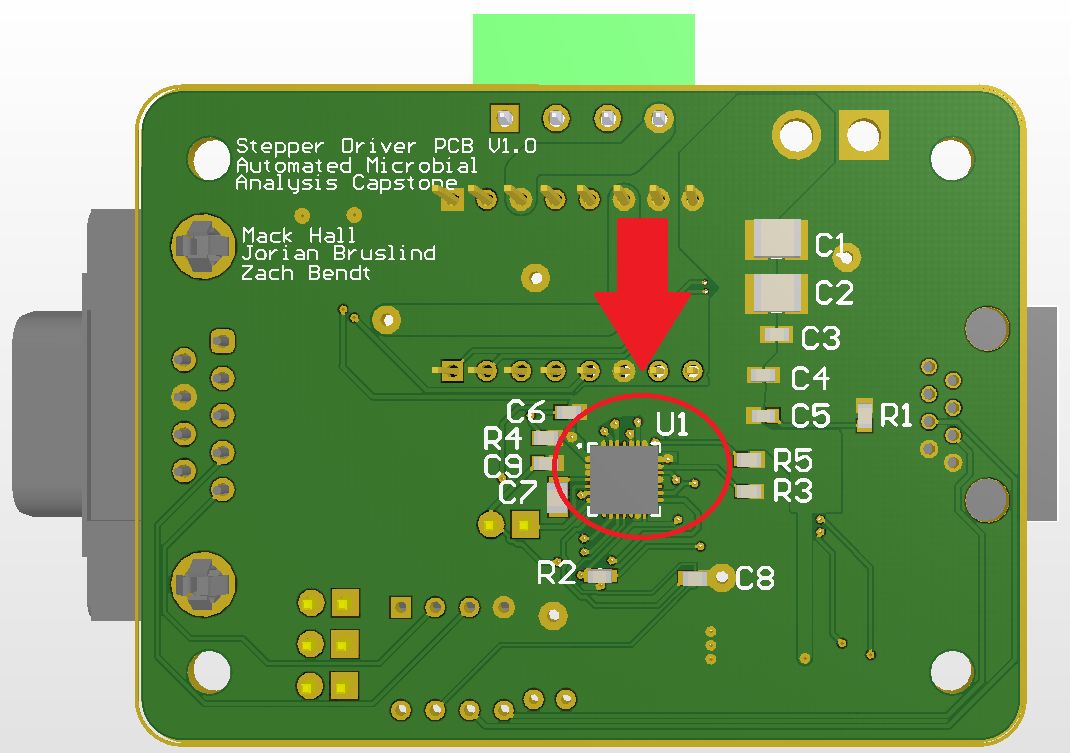 Stepper Driver PCB V1.0
Automated Microbial
Analysis Capstone
Mack Hall
Jorian Bruslind
Zach Bendt
C1
C2
C3
C4
C5
R1
C6
U1
R4
C9
R5
C7
R3
R2
C8